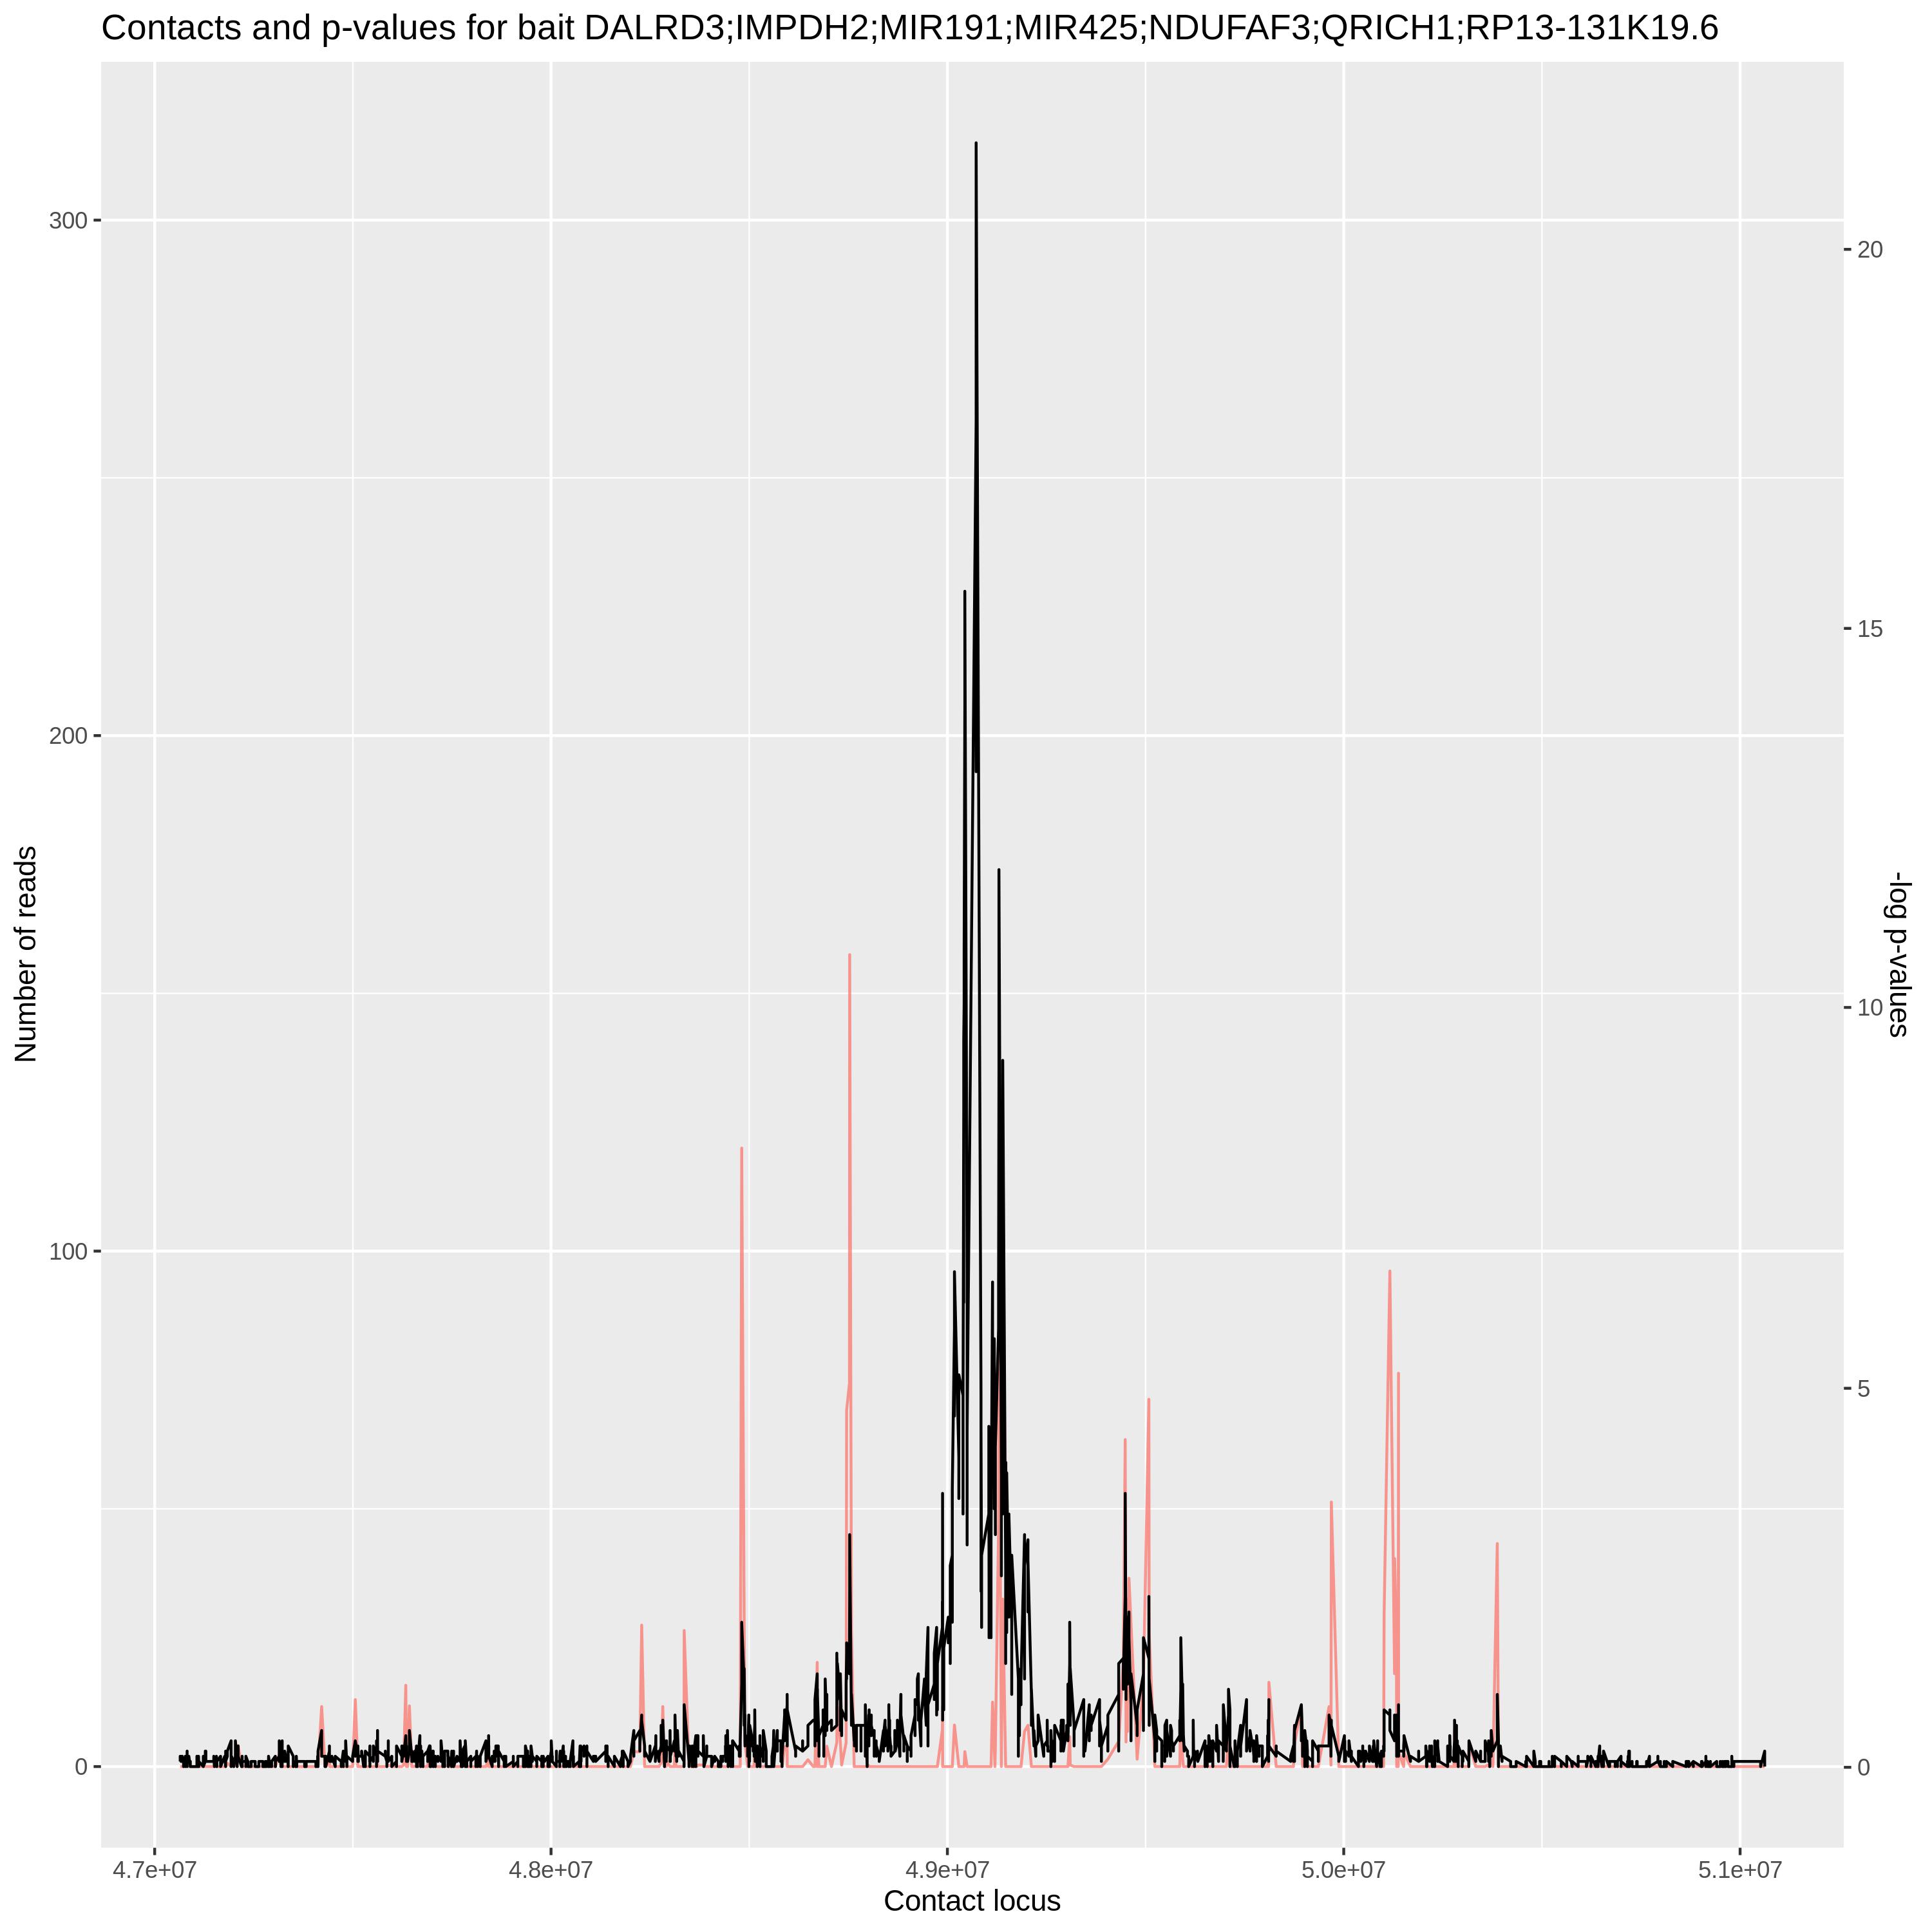 Contacts and p-values for bait DALRD3;IMPDH2;MIR191;MIR425;NDUFAF3;QRICH1;RP13-131K19.6
300
200
100
0
Number of reads
20
15
10
5
0
-log p-values
4.7e+07 4.8e+07 4.9e+07 5.0e+07 5.1e+07
Contact locus